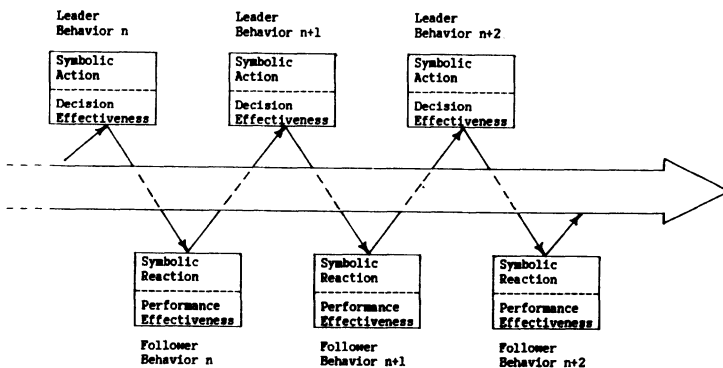 Leader
Behavior n
Leader
Behavior n+1
Leader
Behavior n+2
Symbolic
Action
Decision
Effectiveness
Symbolic
Action
Decision
Effectiveness
Symbolic
Action
Decision
Effectiveness
Symbolic
Reaction
Performance
Effectiveness
Symbolic
Reaction
Performance
Effectiveness
Symbolic
Reaction
Performance
Effectiveness
Follower
Behavior n
Follower
Behavior n+1
Follower
Behavior n+2